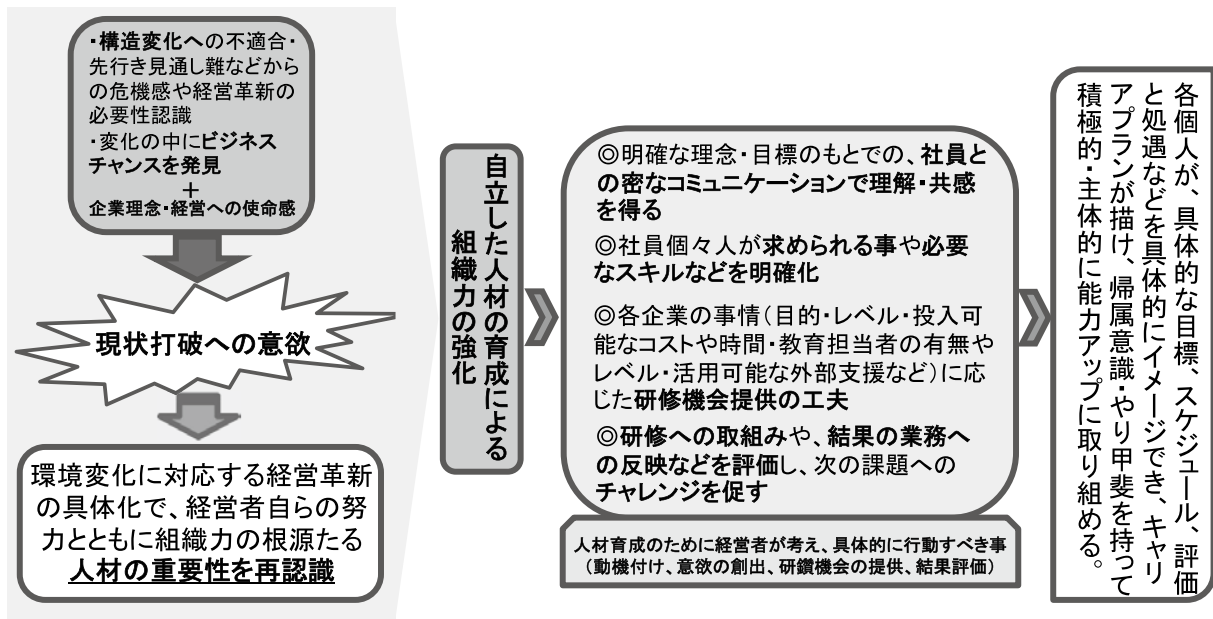 ・構造変化への不適合・
先行き見通し難などから
の危機感や経営革新の
必要性認識
・変化の中にビジネス
チャンスを発見
＋
企業理念・経営への使命感
現状打破への意欲
環境変化に対応する経営革新
の具体化で、経営者自らの努
力とともに組織力の根源たる
人材の重要性を再認識
自立した人材の育成による
組織力の強化
◎明確な理念・目標のもとでの、社員と
の密なコミュニケーションで理解・共感
を得る
◎社員個々人が求められる事や必要
なスキルなどを明確化
◎各企業の事情（目的・レベル・投入可
能なコストや時間・教育担当者の有無や
レベル・活用可能な外部支援など）に応
じた研修機会提供の工夫
◎研修への取組みや、結果の業務へ
の反映などを評価し、次の課題への
チャレンジを促す
人材育成のために経営者が考え、具体的に行動すべき事
（動機付け、意欲の創出、研鑽機会の提供、結果評価）
各個人が、具体的な目標、スケジュール、評価
と処遇などを具体的にイメージでき、キャリ
アプランが描け、帰属意識・やり甲斐を持って
積極的・主体的に能力アップに取り組める。